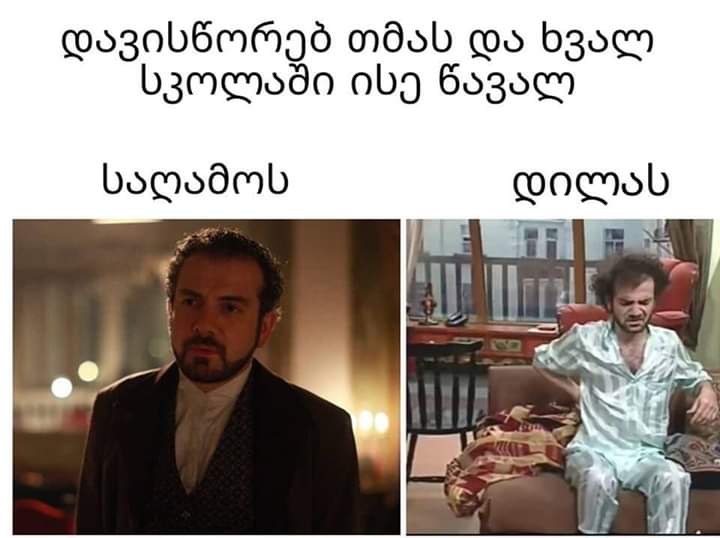 დავისწორებ თმას და ხვალ
სკოლაში ისე წავალ
საღამოს
დილას